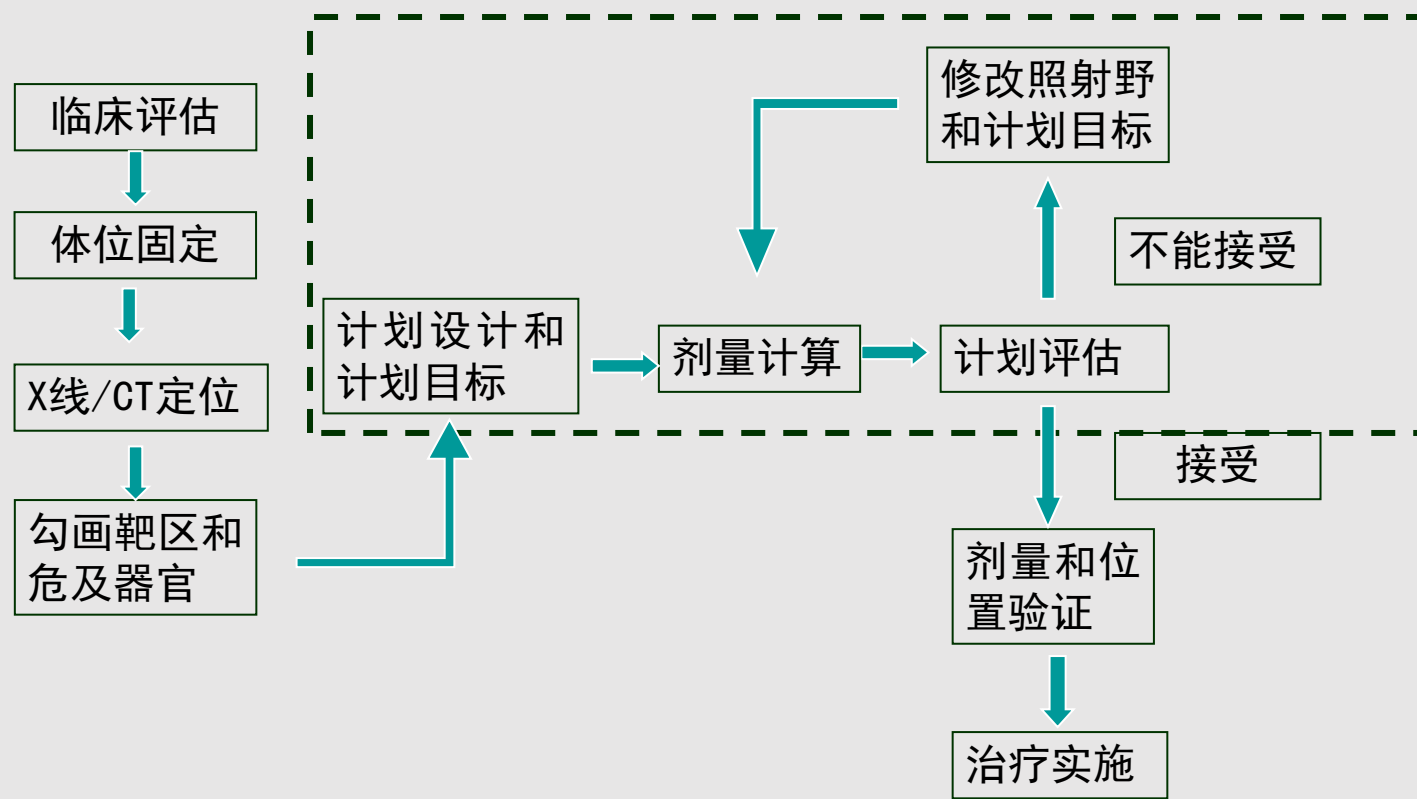 临床评估
体位固定
X线/CT定位
勾画靶区和
危及器官
计划设计和
计划目标
剂量计算
计划评估
修改照射野
和计划目标
不能接受
接受
剂量和位
置验证
治疗实施